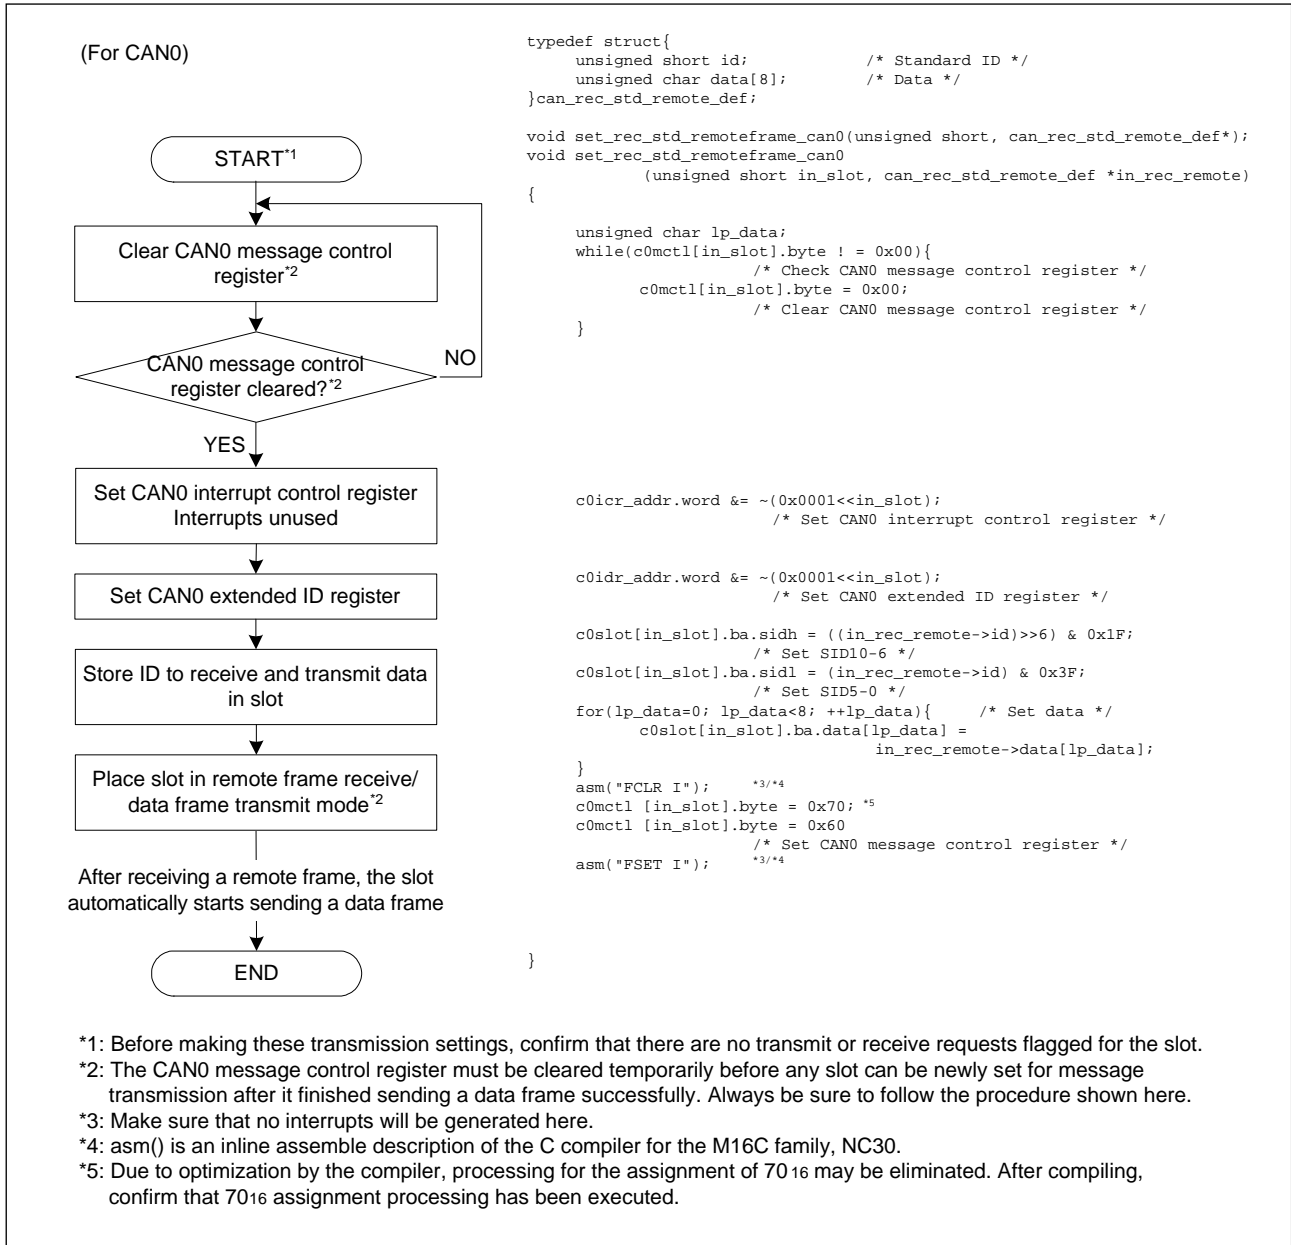 (For CAN0)
START*1
Clear CAN0 message control
register*2
CAN0 message control
register cleared?*2
NO
YES
Set CAN0 interrupt control register
Interrupts unused
Set CAN0 extended ID register
Store ID to receive and transmit data
in slot
Place slot in remote frame receive/
data frame transmit mode*2
After receiving a remote frame, the slot
automatically starts sending a data frame
END
typedef struct{
unsigned short id; /* Standard ID */
unsigned char data[8]; /* Data */
}can_rec_std_remote_def;
void set_rec_std_remoteframe_can0(unsigned short, can_rec_std_remote_def*);
void set_rec_std_remoteframe_can0
(unsigned short in_slot, can_rec_std_remote_def *in_rec_remote)
{
unsigned char lp_data;
while(c0mctl[in_slot].byte ! = 0x00){
/* Check CAN0 message control register */
c0mctl[in_slot].byte = 0x00;
/* Clear CAN0 message control register */
}
c0icr_addr.word &= ~(0x0001<<in_slot);
/* Set CAN0 interrupt control register */
c0idr_addr.word &= ~(0x0001<<in_slot);
/* Set CAN0 extended ID register */
c0slot[in_slot].ba.sidh = ((in_rec_remote->id)>>6) & 0x1F;
/* Set SID10-6 */
c0slot[in_slot].ba.sidl = (in_rec_remote->id) & 0x3F;
/* Set SID5-0 */
for(lp_data=0; lp_data<8; ++lp_data){ /* Set data */
c0slot[in_slot].ba.data[lp_data] =
in_rec_remote->data[lp_data];
}
asm("FCLR I"); *3/*4
c0mctl [in_slot].byte = 0x70; *5
c0mctl [in_slot].byte = 0x60
/* Set CAN0 message control register */
asm("FSET I"); *3/*4
}
*1: Before making these transmission settings, confirm that there are no transmit or receive requests flagged for the slot.
*2: The CAN0 message control register must be cleared temporarily before any slot can be newly set for message
transmission after it finished sending a data frame successfully. Always be sure to follow the procedure shown here.
*3: Make sure that no interrupts will be generated here.
*4: asm() is an inline assemble description of the C compiler for the M16C family, NC30.
*5: Due to optimization by the compiler, processing for the assignment of 7016 may be eliminated. After compiling,
confirm that 7016 assignment processing has been executed.